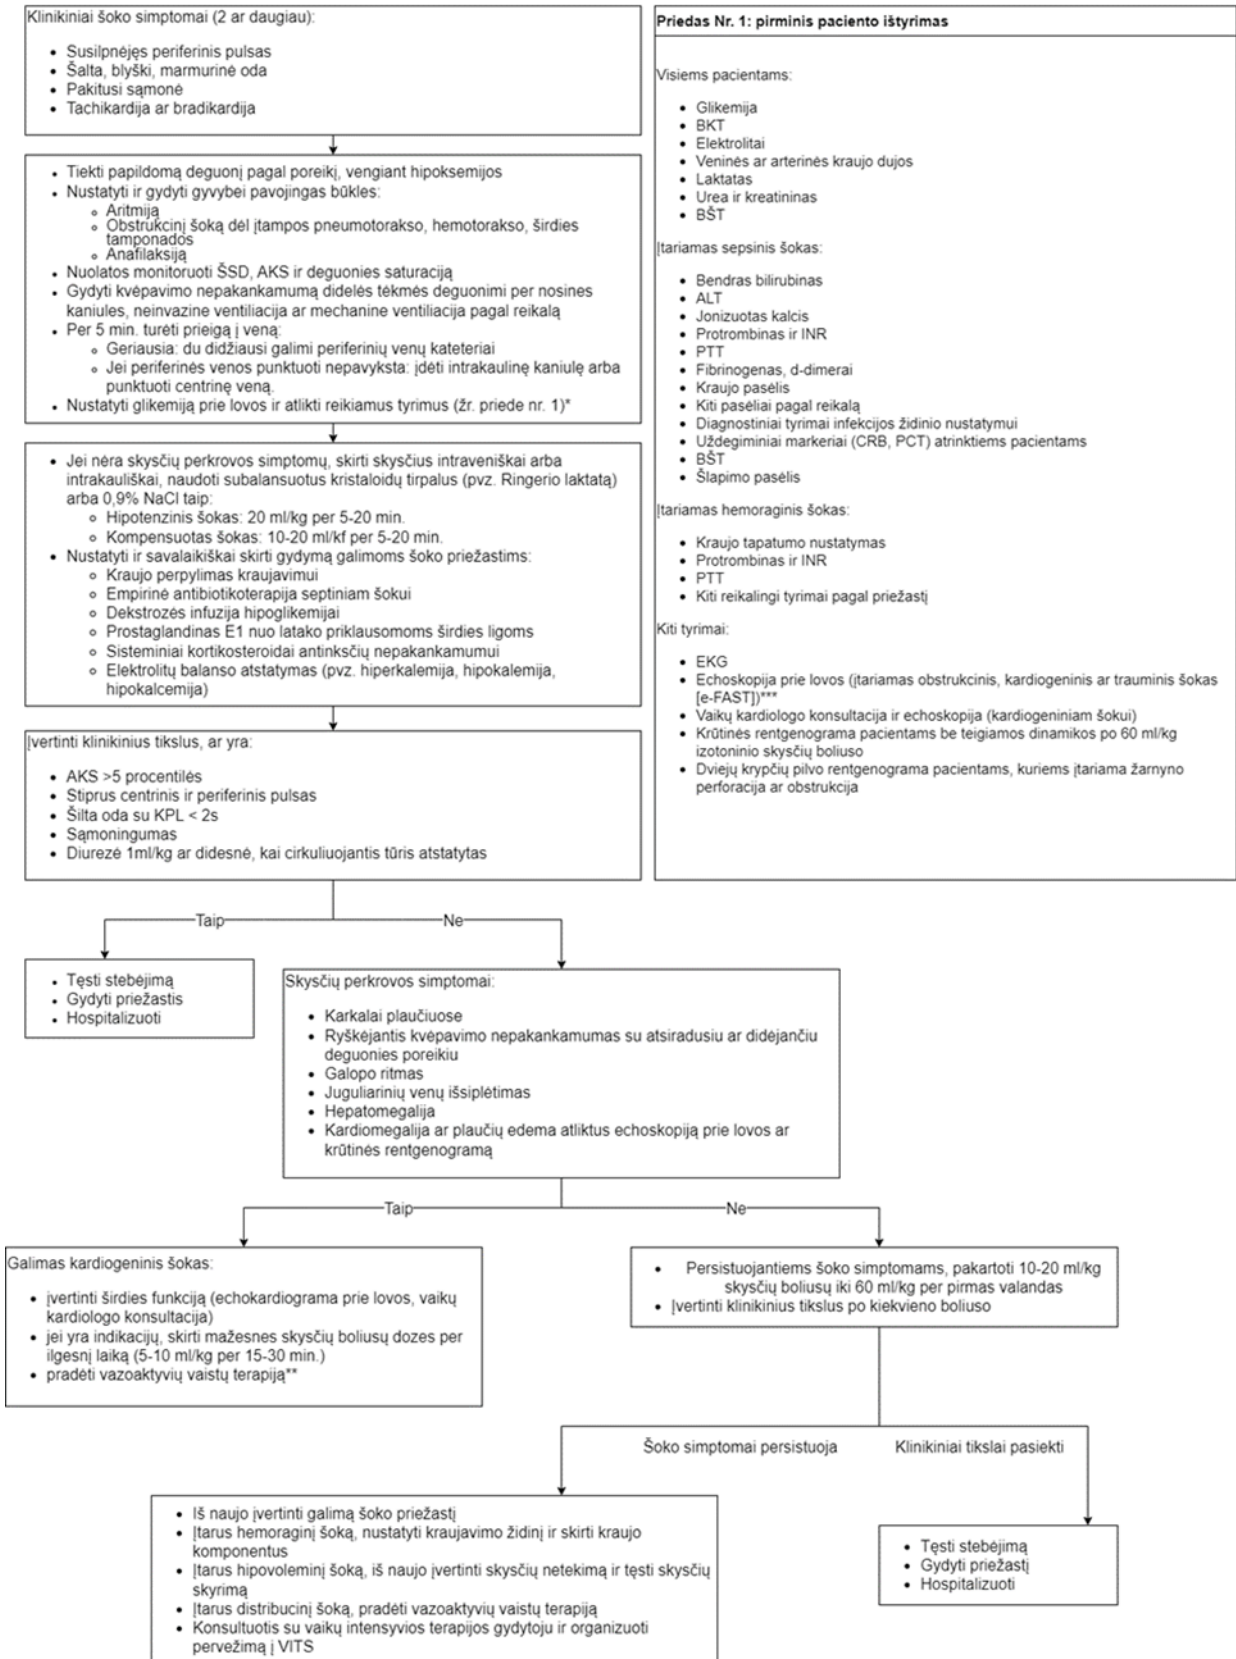 Klinikiniai šoko simptomai (2 ar daugiau):
Susilpnėjęs periferinis pulsas
Šalta, blyški, marmurinė oda
Pakitusi sąmonė
Tachikardija ar bradikardija
Tiekti papildomą deguonį pagal poreikį, vengiant hipoksemijos
Nustatyti ir gydyti gyvybei pavojingas būkles:
Aritmiją
Obstrukcinį šoką dėl įtampos pneumotorakso, hemotorakso, širdies
tamponados
Anafilaksiją
Nuolatos monitoruoti ŠSD, AKS ir deguonies saturaciją
Gydyti kvėpavimo nepakankamumą didelės tėkmės deguonimi per nosines
kaniules, neinvazine ventiliacija ar mechanine ventiliacija pagal reikalą
Per 5 min. turėti prieigą į veną:
Geriausia: du didžiausi galimi periferinių venų kateteriai
Jei periferinės venos punktuoti nepavyksta: įdėti intrakaulinę kaniulę arba
punktuoti centrinę veną.
Nustatyti glikemiją prie lovos ir atlikti reikiamus tyrimus (žr. priede nr. 1)*
Jei nėra skysčių perkrovos simptomų, skirti skysčius intraveniškai arba
intrakauliškai, naudoti subalansuotus kristaloidų tirpalus (pvz. Ringerio laktatą)
arba 0,9% NaCl taip:
Hipotenzinis šokas: 20 ml/kg per 5-20 min.
Kompensuotas šokas: 10-20 ml/kf per 5-20 min.
Nustatyti ir savalaikiškai skirti gydymą galimoms šoko priežastims:
Kraujo perpylimas kraujavimui
Empirinė antibiotikoterapija septiniam šokui
Dekstrozės infuzija hipoglikemijai
Prostaglandinas E1 nuo latako priklausomoms širdies ligoms
Sisteminiai kortikosteroidai antinksčių nepakankamumui
Elektrolitų balanso atstatymas (pvz. hiperkalemija, hipokalemija,
hipokalcemija)
Įvertinti klinikinius tikslus, ar yra:
AKS >5 procentilės
Stiprus centrinis ir periferinis pulsas
Šilta oda su KPL < 2s
Sąmoningumas
Diurezė 1ml/kg ar didesnė, kai cirkuliuojantis tūris atstatytas
Priedas Nr. 1: pirminis paciento ištyrimas
Visiems pacientams:
Glikemija
BKT
Elektrolitai
Veninės ar arterinės kraujo dujos
Laktatas
Urea ir kreatininas
BŠT
Įtariamas sepsinis šokas:
Bendras bilirubinas
ALT
Jonizuotas kalcis
Protrombinas ir INR
PTT
Fibrinogenas, d-dimerai
Kraujo pasėlis
Kiti pasėliai pagal reikalą
Diagnostiniai tyrimai infekcijos židinio nustatymui
Uždegiminiai markeriai (CRB, PCT) atrinktiems pacientams
BŠT
Šlapimo pasėlis
Įtariamas hemoraginis šokas:
Kraujo tapatumo nustatymas
Protrombinas ir INR
PTT
Kiti reikalingi tyrimai pagal priežastį
Kiti tyrimai:
EKG
Echoskopija prie lovos (įtariamas obstrukcinis, kardiogeninis ar trauminis šokas
[e-FAST])***
Vaikų kardiologo konsultacija ir echoskopija (kardiogeniniam šokui)
Krūtinės rentgenograma pacientams be teigiamos dinamikos po 60 ml/kg
izotoninio skysčių boliuso
Dviejų krypčių pilvo rentgenograma pacientams, kuriems įtariama žarnyno
perforacija ar obstrukcija
Taip
Ne
Tęsti stebėjimą
Gydyti priežastis
Hospitalizuoti
Skysčių perkrovos simptomai:
Karkalai plaučiuose
Ryškėjantis kvėpavimo nepakankamumas su atsiradusiu ar didėjančiu
deguonies poreikiu
Galopo ritmas
Juguliarinių venų išsiplėtimas
Hepatomegalija
Kardiomegalija ar plaučių edema atliktus echoskopiją prie lovos ar
krūtinės rentgenogramą
Taip
Ne
Galimas kardiogeninis šokas:
įvertinti širdies funkciją (echokardiograma prie lovos, vaikų
kardiologo konsultacija)
jei yra indikacijų, skirti mažesnes skysčių boliusų dozes per
ilgesnį laiką (5-10 ml/kg per 15-30 min.)
pradėti vazoaktyvių vaistų terapiją**
Persistuojantiems šoko simptomams, pakartoti 10-20 ml/kg
skysčių boliusų iki 60 ml/kg per pirmas valandas
Įvertinti klinikinius tikslus po kiekvieno boliuso
Šoko simptomai persistuoja
Klinikiniai tikslai pasiekti
Iš naujo įvertinti galimą šoko priežastį
Įtarus hemoraginį šoką, nustatyti kraujavimo židinį ir skirti kraujo
komponentus
Įtarus hipovoleminį šoką, iš naujo įvertinti skysčių netekimą ir tęsti skysčių
skyrimą
Įtarus distribucinį šoką, pradėti vazoaktyvių vaistų terapiją
Konsultuotis su vaikų intensyvios terapijos gydytoju ir organizuoti
pervežimą į VITS
Tęsti stebėjimą
Gydyti priežastį
Hospitalizuoti